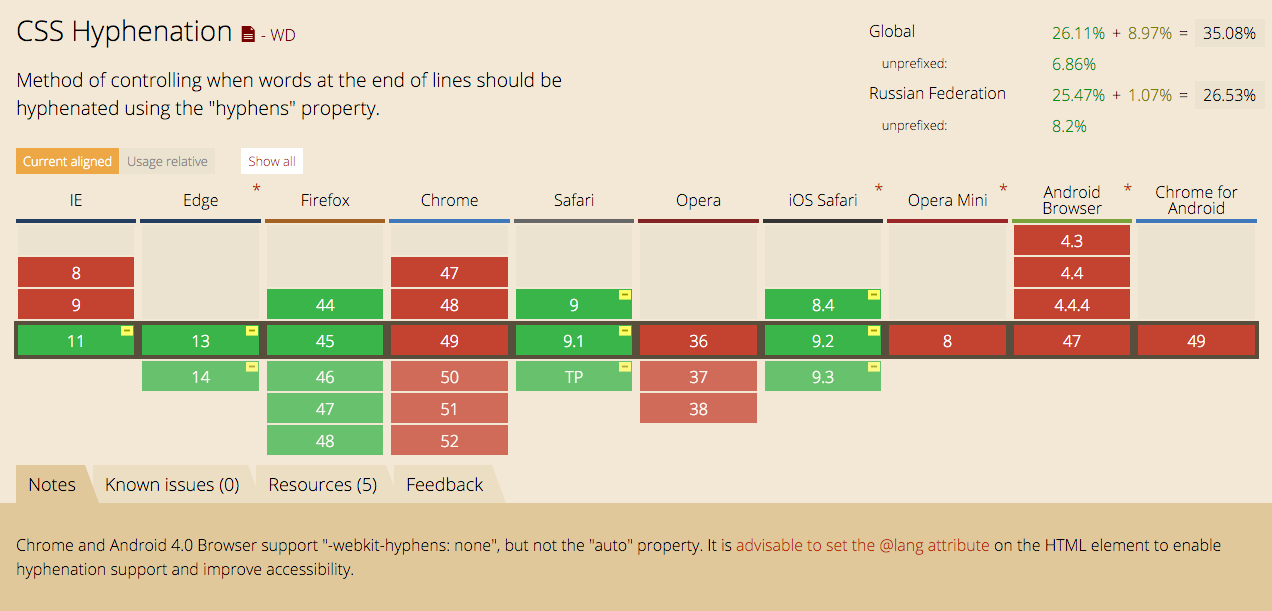 CSS Hyphenation - WD
Method of controlling when words at the end of lines should be
hyphenated using the "hyphens" property.
Global 26.11% + 8.97% = 35.08%
unprefixed: 6.86%
Russian Federation 25.47% + 1.07% = 26.53%
unprefixed: 8.2%
Current aligned Usage relative Show all
IE Edge * Firefox Chrome Safari Opera iOS Safari * Opera Mini * Android Browser * Chrome for Android
4.3
8 47 4.4
9 44 48 9 8.4 4.4.4
11 13 45 49 9.1 36 9.2 8 47 49
14 46 50 TP 37 9.3
47 51 38
48 52
Notes Known issues (0) Resources (5) Feedback
Chrome and Android 4.0 Browser support "-webkit-hyphens: none", but not the "auto" property. It is advisable to set the @lang attribute on the HTML element to enable
hyphenation support and improve accessibility.